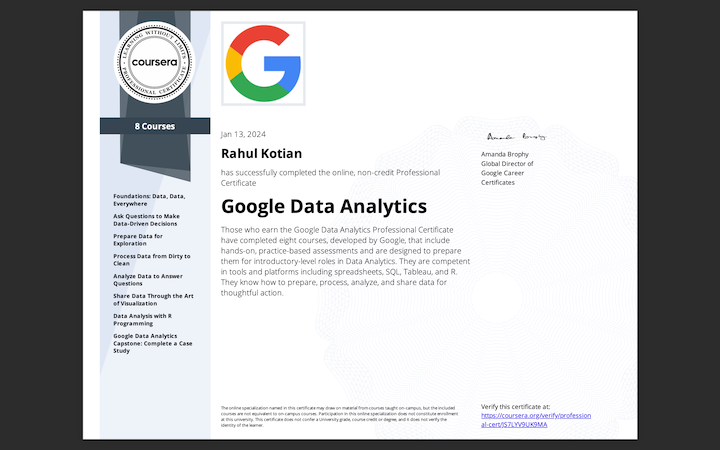 LEARNING WITHOUT LIMITS
coursera
PROFESSIONAL CERTIFICATE
8 Courses
Foundations: Data, Data,
Everywhere
Ask Questions to Make
Data-Driven Decisions
Prepare Data for
Exploration
Process Data from Dirty to
Clean
Analyze Data to Answer
Questions
Share Data Through the Art
of Visualization
Data Analysis with R
Programming
Google Data Analytics
Capstone: Complete a Case
Study
G
Jan 13, 2024
Rahul Kotian
has successfully completed the online, non-credit Professional
Certificate
Google Data Analytics
Those who earn the Google Data Analytics Professional Certificate
have completed eight courses, developed by Google, that include
hands-on, practice-based assessments and are designed to prepare
them for introductory-level roles in Data Analytics. They are competent
in tools and platforms including spreadsheets, SQL, Tableau, and R.
They know how to prepare, process, analyze, and share data for
thoughtful action.
Amanda Brophy
Amanda Brophy
Global Director of
Google Career
Certificates
The online specialization named in this certificate may draw on material from courses taught on-campus, but the included
courses are not equivalent to on-campus courses. Participation in this online specialization does not constitute enrollment
at this university. This certificate does not confer a University grade, course credit or degree, and it does not verify the
identity of the learner.
Verify this certificate at:
https://coursera.org/verify/profession
al-cert/JS7LYV9UK9MA